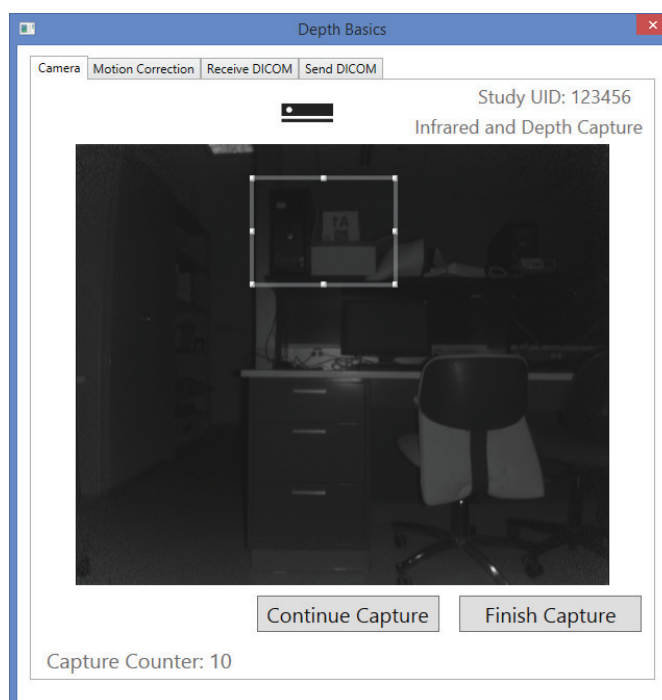 Depth Basics
Camera Motion Correction Receive DICOM Send DICOM
Study UID: 123456
Infrared and Depth Capture
Continue Capture Finish Capture
Capture Counter: 10